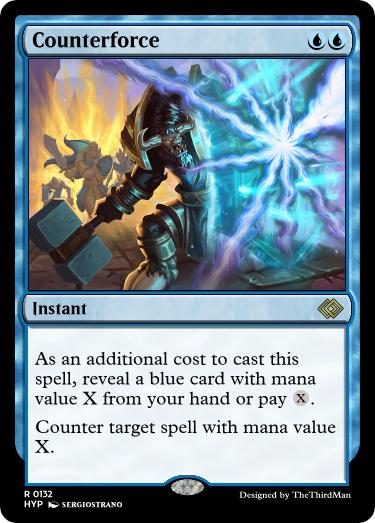 Counterforce
Instant
As an additional cost to cast this
spell, reveal a blue card with mana
value X from your hand or pay X.
Counter target spell with mana value
X.
R 0132
HYP SERGIOSTRANO
Designed by TheThirdMan